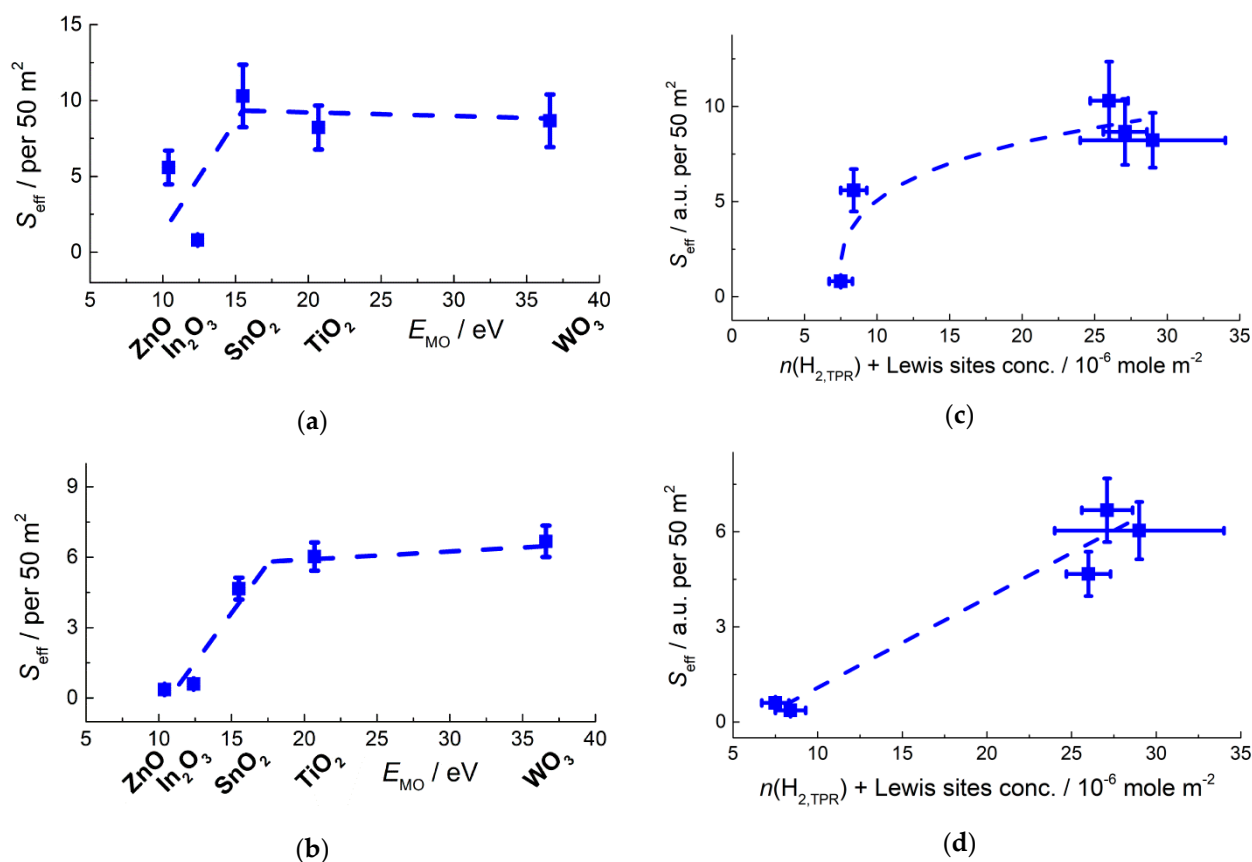 15
10
5
0
S_eff / per 50 m²
5 10 15 20 25 30 35 40
ZnO In₂O₃ SnO₂ TiO₂ E_MO / eV WO₃
(a)
10
5
0
S_eff / a.u. per 50 m²
0 5 10 15 20 25 30 35
n(H₂,TPR) + Lewis sites conc. / 10⁻⁶ mole m⁻²
(c)
9
6
3
0
S_eff / per 50 m²
5 10 15 20 25 30 35 40
ZnO In₂O₃ SnO₂ TiO₂ E_MO / eV WO₃
(b)
6
3
0
S_eff / a.u. per 50 m²
5 10 15 20 25 30 35
n(H₂,TPR) + Lewis sites conc. / 10⁻⁶ mole m⁻²
(d)